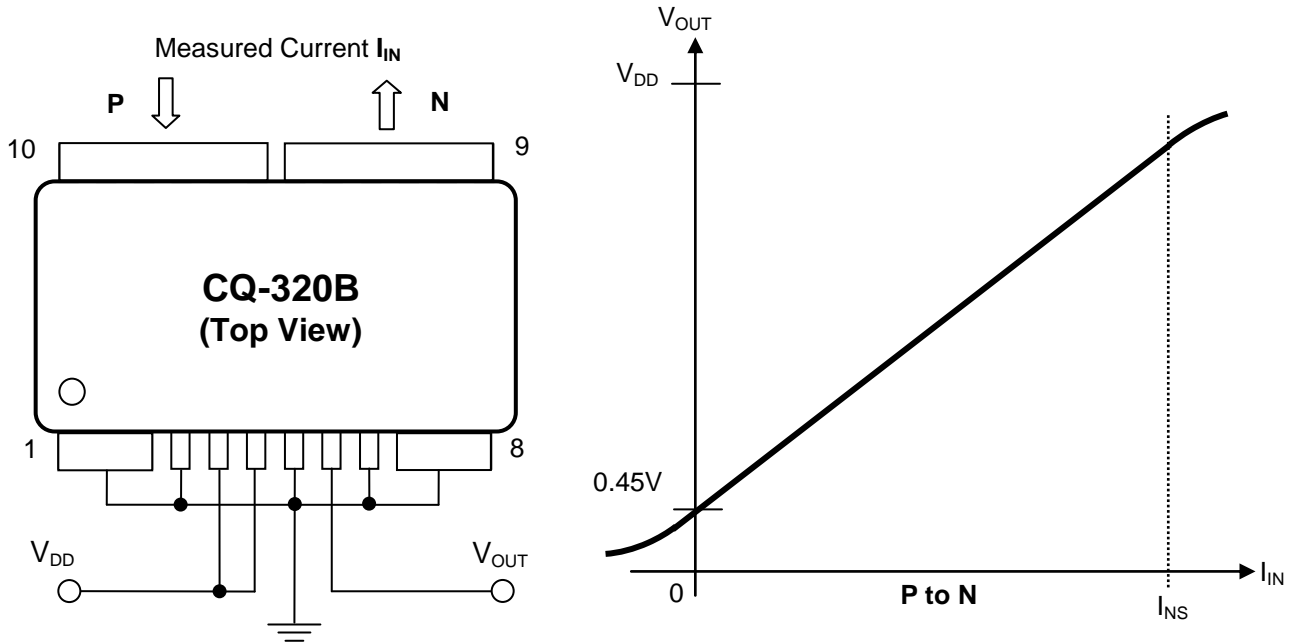 Measured Current I_IN
P
N
10
9
CQ-320B
(Top View)
1
8
V_DD
V_OUT
V_OUT
V_DD
0.45V
0
P to N
I_NS
I_IN